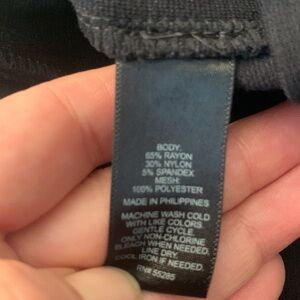 BODY:
65% RAYON
30% NYLON
5% SPANDEX
MESH:
100% POLYESTER
MADE IN PHILIPPINES
MACHINE WASH COLD
WITH LIKE COLORS.
GENTLE CYCLE.
ONLY NON-CHLORINE
BLEACH WHEN NEEDED.
LINE DRY.
COOL IRON IF NEEDED.
RN# 55285